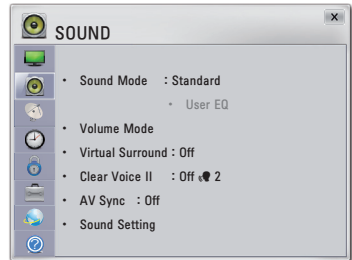 SOUND
x
• Sound Mode : Standard
• User EQ
• Volume Mode
• Virtual Surround : Off
• Clear Voice II : Off 2
• AV Sync : Off
• Sound Setting
?